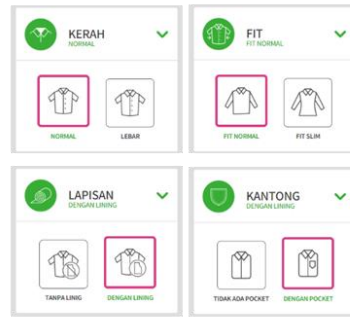 KERAH
NORMAL
NORMAL
LEBAR
FIT
FIT NORMAL
FIT NORMAL
FIT SLIM
LAPISAN
DENGAN LINING
TANPA LINIG
DENGAN LINING
KANTONG
DENGAN LINING
TIDAK ADA POCKET
DENGAN POCKET